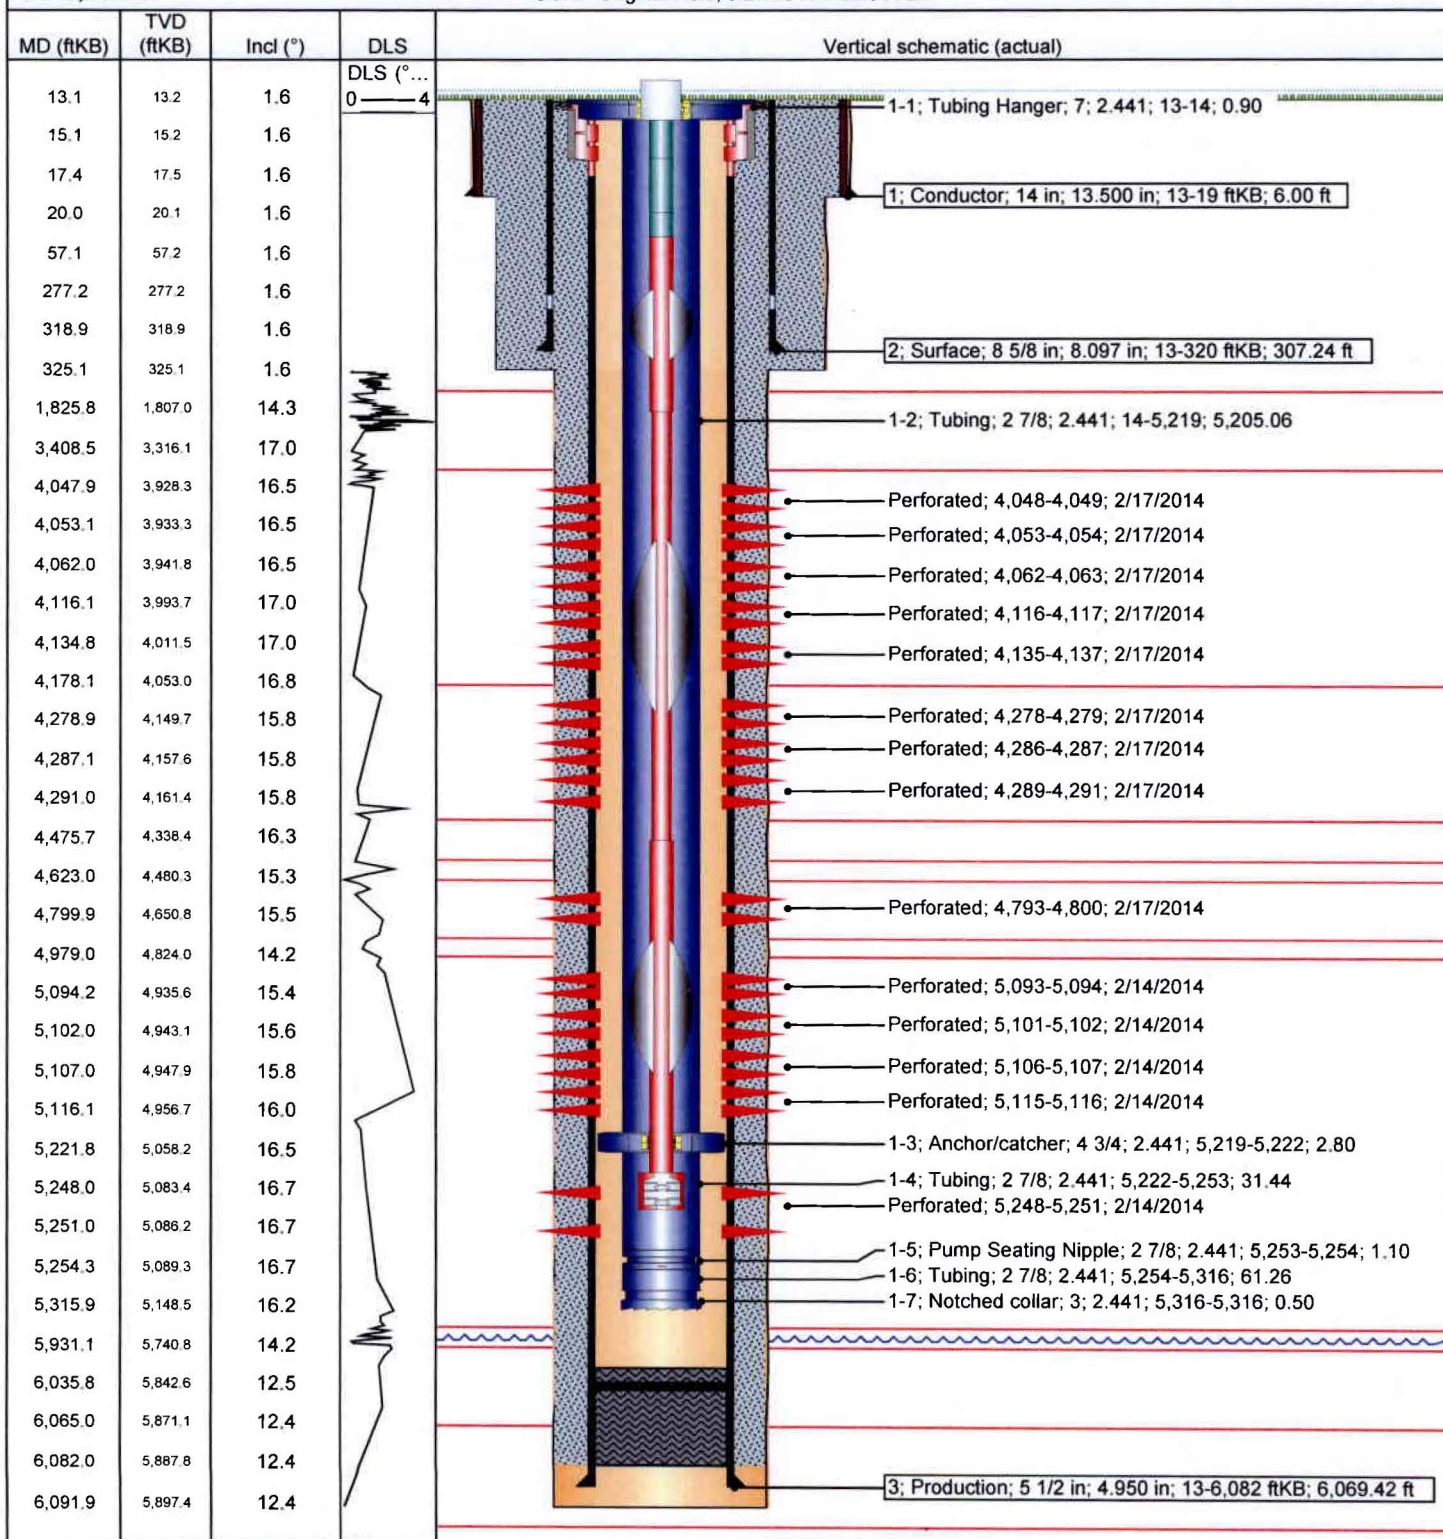 MD (ftKB) TVD (ftKB) Incl (°) DLS Vertical schematic (actual)
DLS (°...
0 4
13.1 13.2 1.6
15.1 15.2 1.6
17.4 17.5 1.6
20.0 20.1 1.6
57.1 57.2 1.6
277.2 277.2 1.6
318.9 318.9 1.6
325.1 325.1 1.6
1,825.8 1,807.0 14.3
3,408.5 3,316.1 17.0
4,047.9 3,928.3 16.5
4,053.1 3,933.3 16.5
4,062.0 3,941.8 16.5
4,116.1 3,993.7 17.0
4,134.8 4,011.5 17.0
4,178.1 4,053.0 16.8
4,278.9 4,149.7 15.8
4,287.1 4,157.6 15.8
4,291.0 4,161.4 15.8
4,475.7 4,338.4 16.3
4,623.0 4,480.3 15.3
4,799.9 4,650.8 15.5
4,979.0 4,824.0 14.2
5,094.2 4,935.6 15.4
5,102.0 4,943.1 15.6
5,107.0 4,947.9 15.8
5,116.1 4,956.7 16.0
5,221.8 5,058.2 16.5
5,248.0 5,083.4 16.7
5,251.0 5,086.2 16.7
5,254.3 5,089.3 16.7
5,315.9 5,148.5 16.2
5,931.1 5,740.8 14.2
6,035.8 5,842.6 12.5
6,065.0 5,871.1 12.4
6,082.0 5,887.8 12.4
6,091.9 5,897.4 12.4
1-1; Tubing Hanger; 7; 2.441; 13-14; 0.90
1; Conductor; 14 in; 13.500 in; 13-19 ftKB; 6.00 ft
2; Surface; 8 5/8 in; 8.097 in; 13-320 ftKB; 307.24 ft
1-2; Tubing; 2 7/8; 2.441; 14-5,219; 5,205.06
Perforated; 4,048-4,049; 2/17/2014
Perforated; 4,053-4,054; 2/17/2014
Perforated; 4,062-4,063; 2/17/2014
Perforated; 4,116-4,117; 2/17/2014
Perforated; 4,135-4,137; 2/17/2014
Perforated; 4,278-4,279; 2/17/2014
Perforated; 4,286-4,287; 2/17/2014
Perforated; 4,289-4,291; 2/17/2014
Perforated; 4,793-4,800; 2/17/2014
Perforated; 5,093-5,094; 2/14/2014
Perforated; 5,101-5,102; 2/14/2014
Perforated; 5,106-5,107; 2/14/2014
Perforated; 5,115-5,116; 2/14/2014
1-3; Anchor/catcher; 4 3/4; 2.441; 5,219-5,222; 2.80
1-4; Tubing; 2 7/8; 2.441; 5,222-5,253; 31.44
Perforated; 5,248-5,251; 2/14/2014
1-5; Pump Seating Nipple; 2 7/8; 2.441; 5,253-5,254; 1.10
1-6; Tubing; 2 7/8; 2.441; 5,254-5,316; 61.26
1-7; Notched collar; 3; 2.441; 5,316-5,316; 0.50
3; Production; 5 1/2 in; 4.950 in; 13-6,082 ftKB; 6,069.42 ft